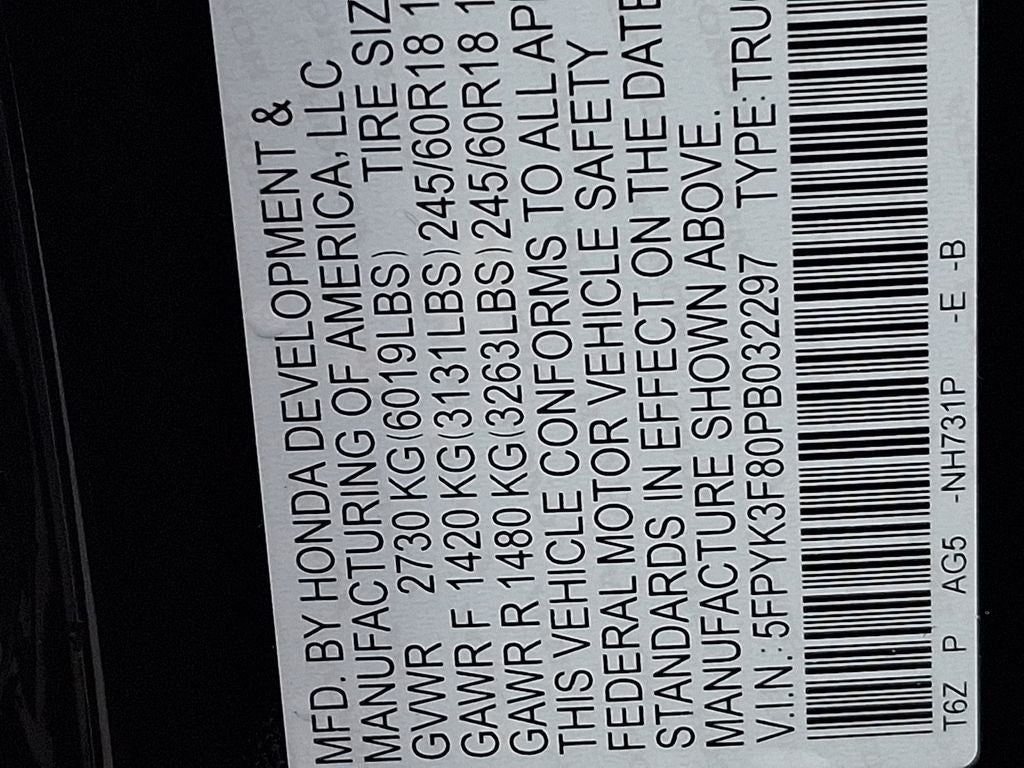 MFD. BY HONDA DEVELOPMENT &
MANUFACTURING OF AMERICA, LLC
GVWR 2730 KG(6019LBS) TIRE SIZ
GAWR F 1420 KG(3131LBS)245/60R18 1
GAWR R 1480 KG(3263LBS)245/60R18 1
THIS VEHICLE CONFORMS TO ALL AP
FEDERAL MOTOR VEHICLE SAFETY
STANDARDS IN EFFECT ON THE DATE
MANUFACTURE SHOWN ABOVE.
V.I.N.: 5FPYK3F80PB032297 TYPE:TRU
T6Z P AG5 -NH731P -E -B